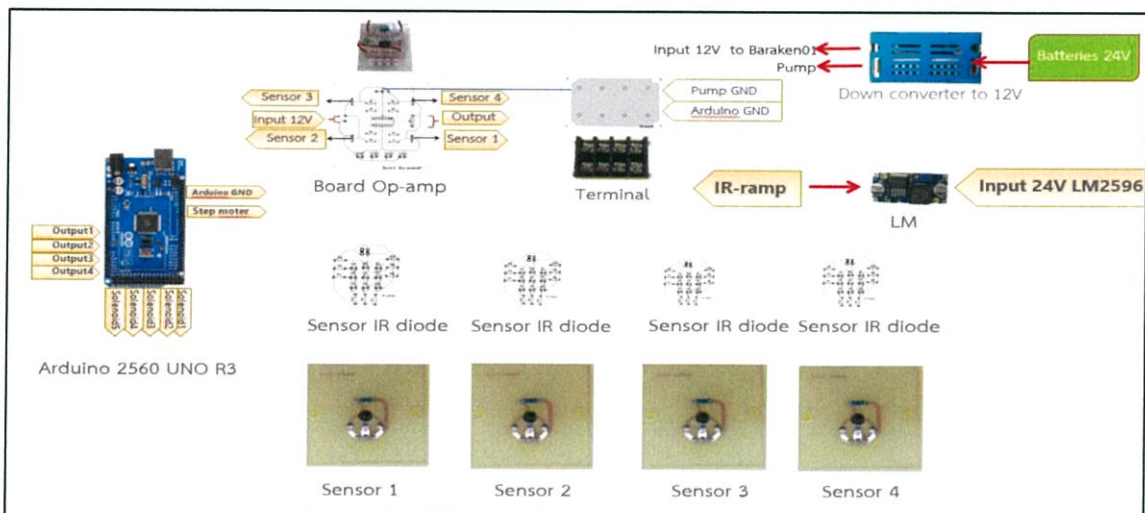 Input 12V to Baraken01
Pump
Batteries 24V
Down converter to 12V
Sensor 3
Sensor 4
Input 12V
Output
Sensor 2
Sensor 1
Board Op-amp
Pump GND
Arduino GND
Terminal
IR-ramp
Input 24V LM2596
LM
Arduino GND
Step moter
Output1
Output2
Output3
Output4
Solenoid5
Solenoid4
Solenoid3
Solenoid2
Solenoid1
Arduino 2560 UNO R3
Sensor IR diode
Sensor IR diode
Sensor IR diode
Sensor IR diode
Sensor 1
Sensor 2
Sensor 3
Sensor 4